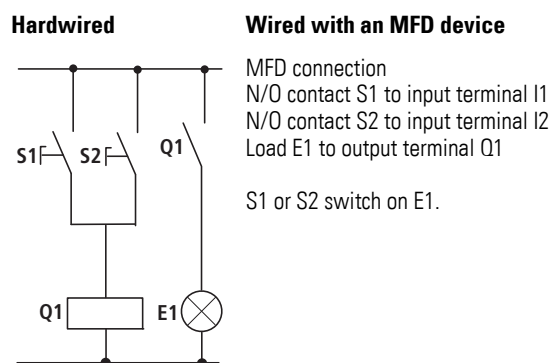 Hardwired
Wired with an MFD device
MFD connection
N/O contact S1 to input terminal I1
N/O contact S2 to input terminal I2
Load E1 to output terminal Q1
S1 or S2 switch on E1.
S1
S2
Q1
Q1
E1